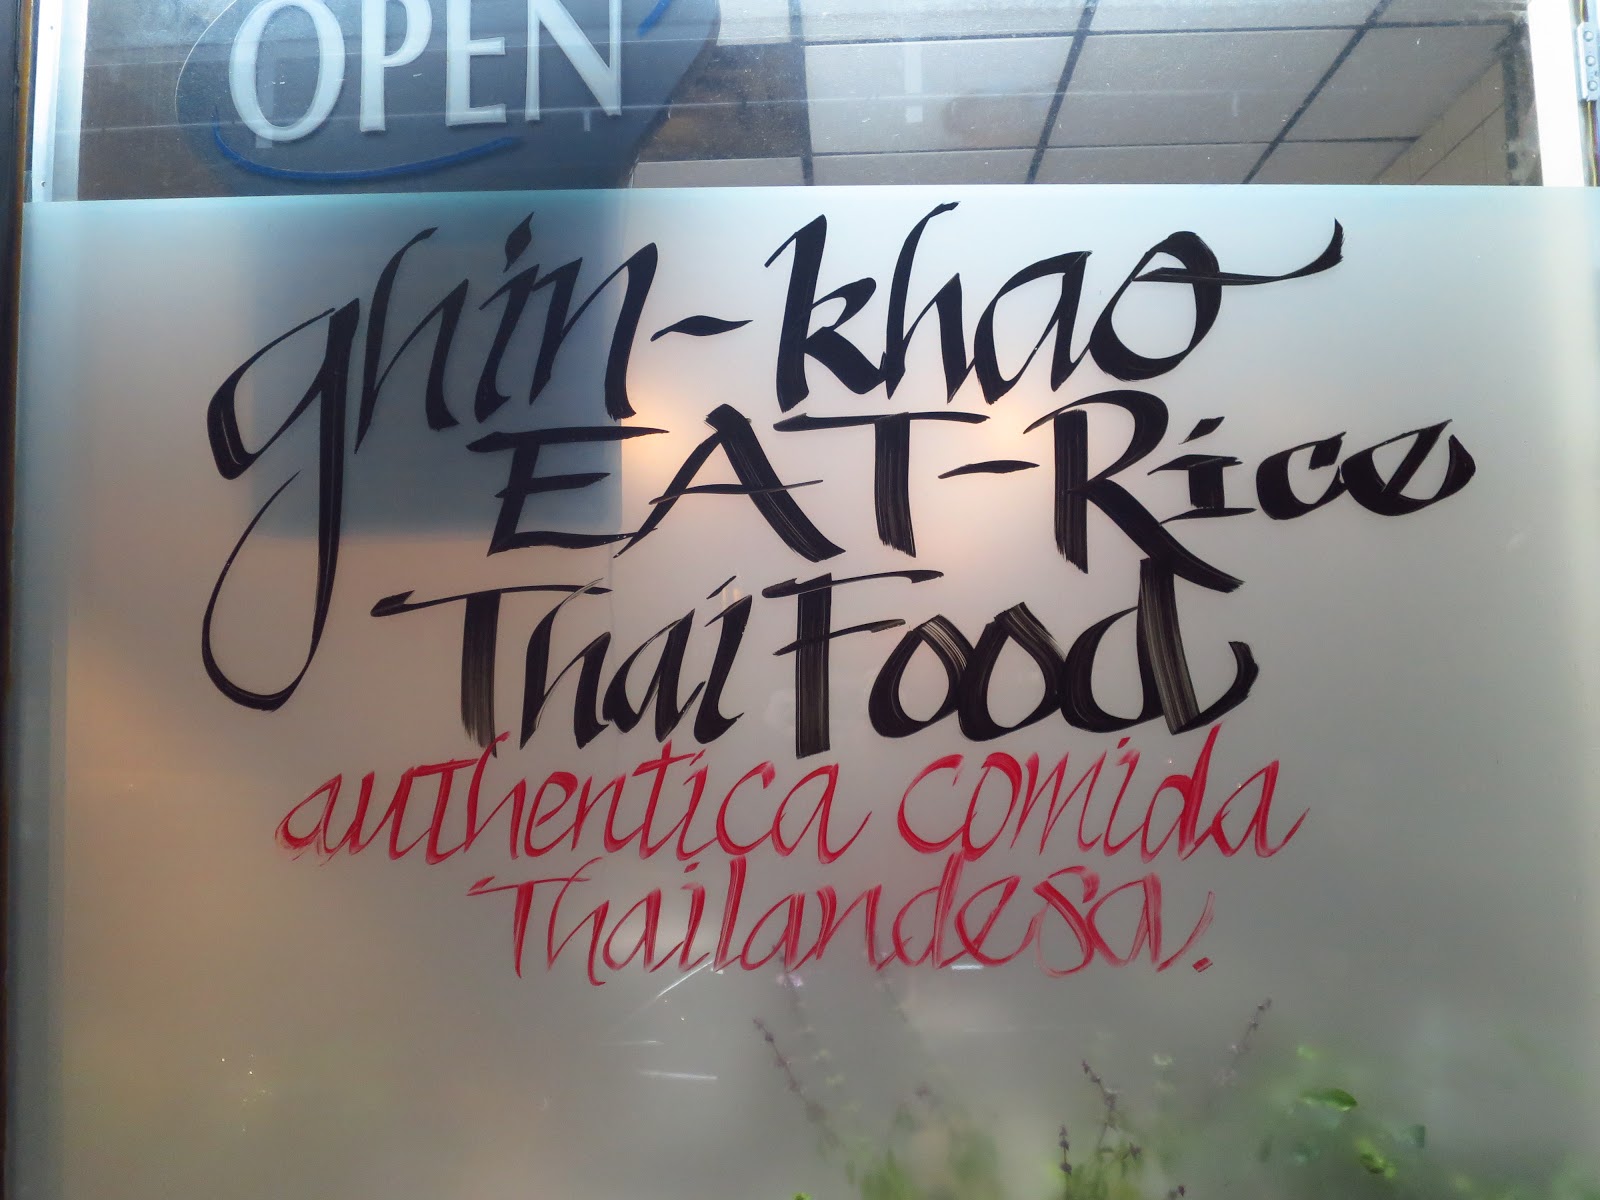 OPEN
ghin-khao
EAT-Rice
Thai Food
authentica comida
Thailandesa.